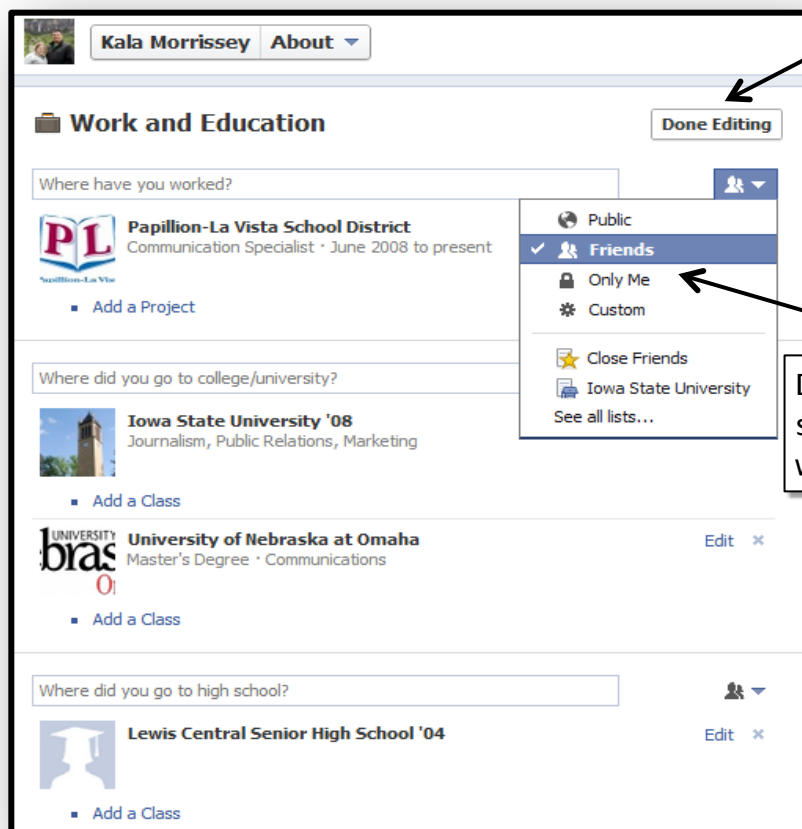 Kala Morrissey About
Work and Education
Done Editing
Where have you worked?
PL
Papillion-La Vista School District
Communication Specialist · June 2008 to present
Add a Project
Public
Friends
Only Me
Custom
Close Friends
Iowa State University
See all lists...
Where did you go to college/university?
Iowa State University '08
Journalism, Public Relations, Marketing
Add a Class
UNIVERSITY
University of Nebraska at Omaha
Edit
Master's Degree · Communications
Add a Class
Where did you go to high school?
Lewis Central Senior High School '04
Edit
Add a Class